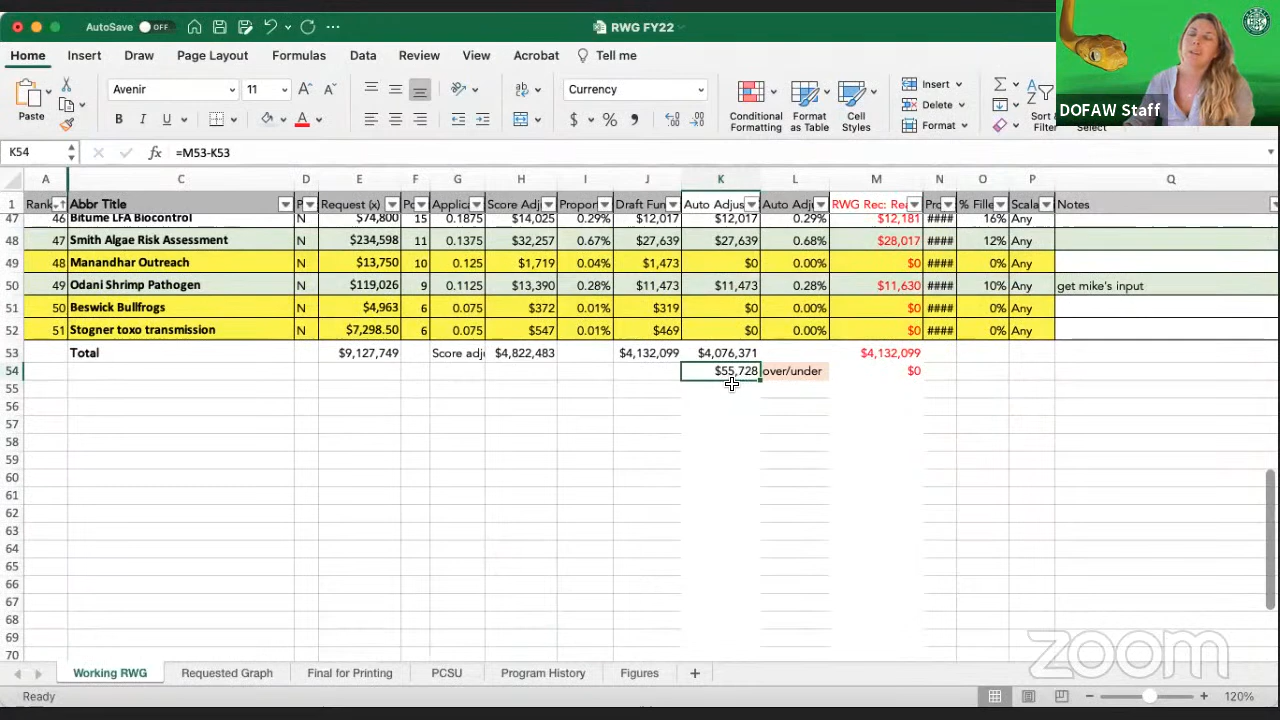 AutoSave OFF RWG FY22
Home Insert Draw Page Layout Formulas Data Review View Acrobat Tell me
Paste Avenir 11 Currency Conditional Formatting Format as Table Cell Styles Insert Delete Format Sort Filter Select
DOFAW Staff
K54 fx =M53-K53
A C D E F G H I J K L M N O P Q
1 Rank Abbr Title Request (x) Applica Score Adj Propor Draft Fun Auto Adjus Auto Adj RWG Rec: % Fille Scala Notes
47 46 Bitume LFA Biocontrol N $74,800 15 0.1875 $14,025 0.29% $12,017 $12,017 0.29% $12,181 #### 16% Any
48 47 Smith Algae Risk Assessment N $234,598 11 0.1375 $32,257 0.67% $27,639 $27,639 0.68% $28,017 #### 12% Any
49 48 Manandhar Outreach N $13,750 10 0.125 $1,719 0.04% $1,473 $0 0.00% $0 #### 0% Any
50 49 Odani Shrimp Pathogen N $119,026 9 0.1125 $13,390 0.28% $11,473 $11,473 0.28% $11,630 #### 10% Any get mike's input
51 50 Beswick Bullfrogs N $4,963 6 0.075 $372 0.01% $319 $0 0.00% $0 #### 0% Any
52 51 Stogner toxo transmission N $7,298.50 6 0.075 $547 0.01% $469 $0 0.00% $0 #### 0% Any
53 Total $9,127,749 Score adj $4,822,483 $4,132,099 $4,076,371 $4,132,099
54 $55,728 over/under $0
55
56
57
58
59
60
61
62
63
64
65
66
67
68
69
70
Working RWG Requested Graph Final for Printing PCSU Program History Figures
Ready 120%
zoom